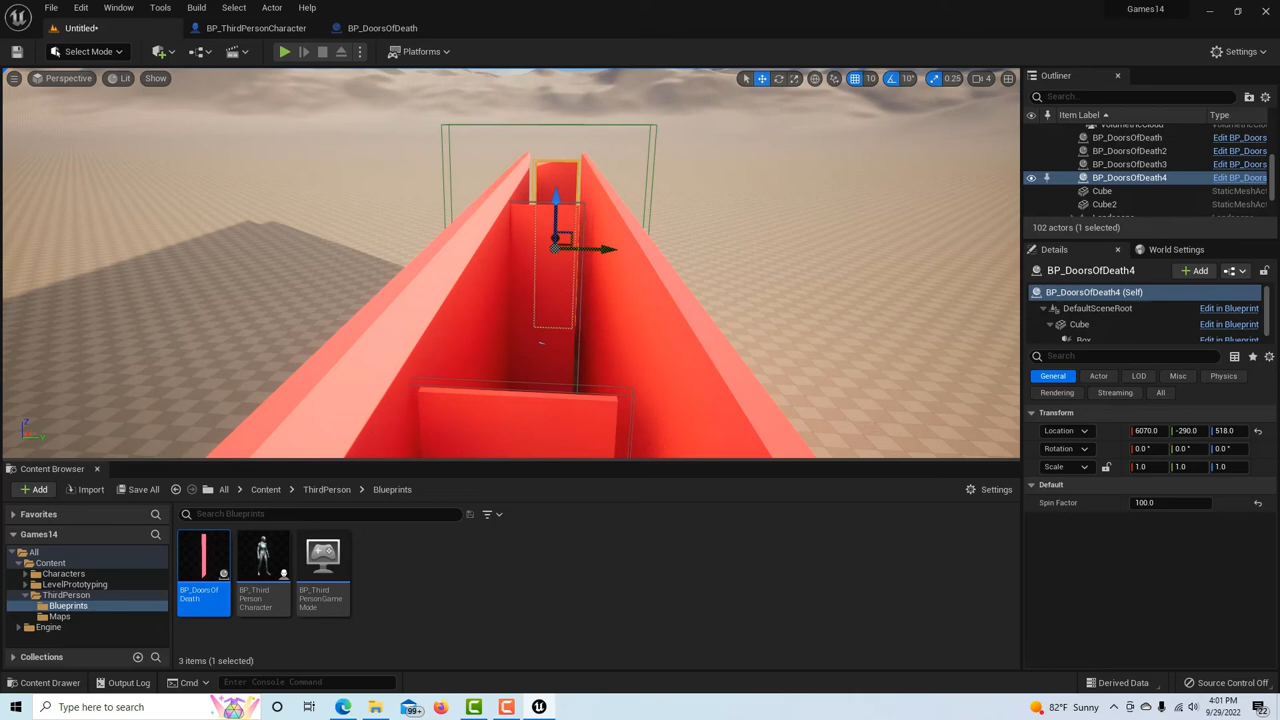 File Edit Window Tools Build Select Actor Help
Games14
Untitled* BP_ThirdPersonCharacter BP_DoorsOfDeath
Select Mode Platforms Settings
Perspective Lit Show 10 10° 0.25 4
Outliner
Search...
Item Label Type
VolumetricCloud
BP_DoorsOfDeath Edit BP_Doors
BP_DoorsOfDeath2 Edit BP_Doors
BP_DoorsOfDeath3 Edit BP_Doors
BP_DoorsOfDeath4 Edit BP_Doors
Cube StaticMeshAct
Cube2 StaticMeshAct
102 actors (1 selected)
Details World Settings
BP_DoorsOfDeath4 Add
BP_DoorsOfDeath4 (Self)
DefaultSceneRoot Edit in Blueprint
Cube Edit in Blueprint
Box Edit in Blueprint
Search
General Actor LOD Misc Physics
Rendering Streaming All
Transform
Location 6070.0 -290.0 518.0
Rotation 0.0° 0.0° 0.0°
Scale 1.0 1.0 1.0
Default
Spin Factor 100.0
Z
Y
Content Browser
Add Import Save All All Content ThirdPerson Blueprints Settings
Favorites
Search Blueprints
Games14
All
Content
Characters
LevelPrototyping
ThirdPerson
Blueprints
Maps
Engine
Collections
BP_DoorsOf
Death
BP_Third
Person
Character
BP_Third
PersonGame
Mode
3 items (1 selected)
Content Drawer Output Log Cmd Enter Console Command Derived Data Source Control Off
Type here to search
99+
82°F Sunny
4:01 PM
9/29/2022
22